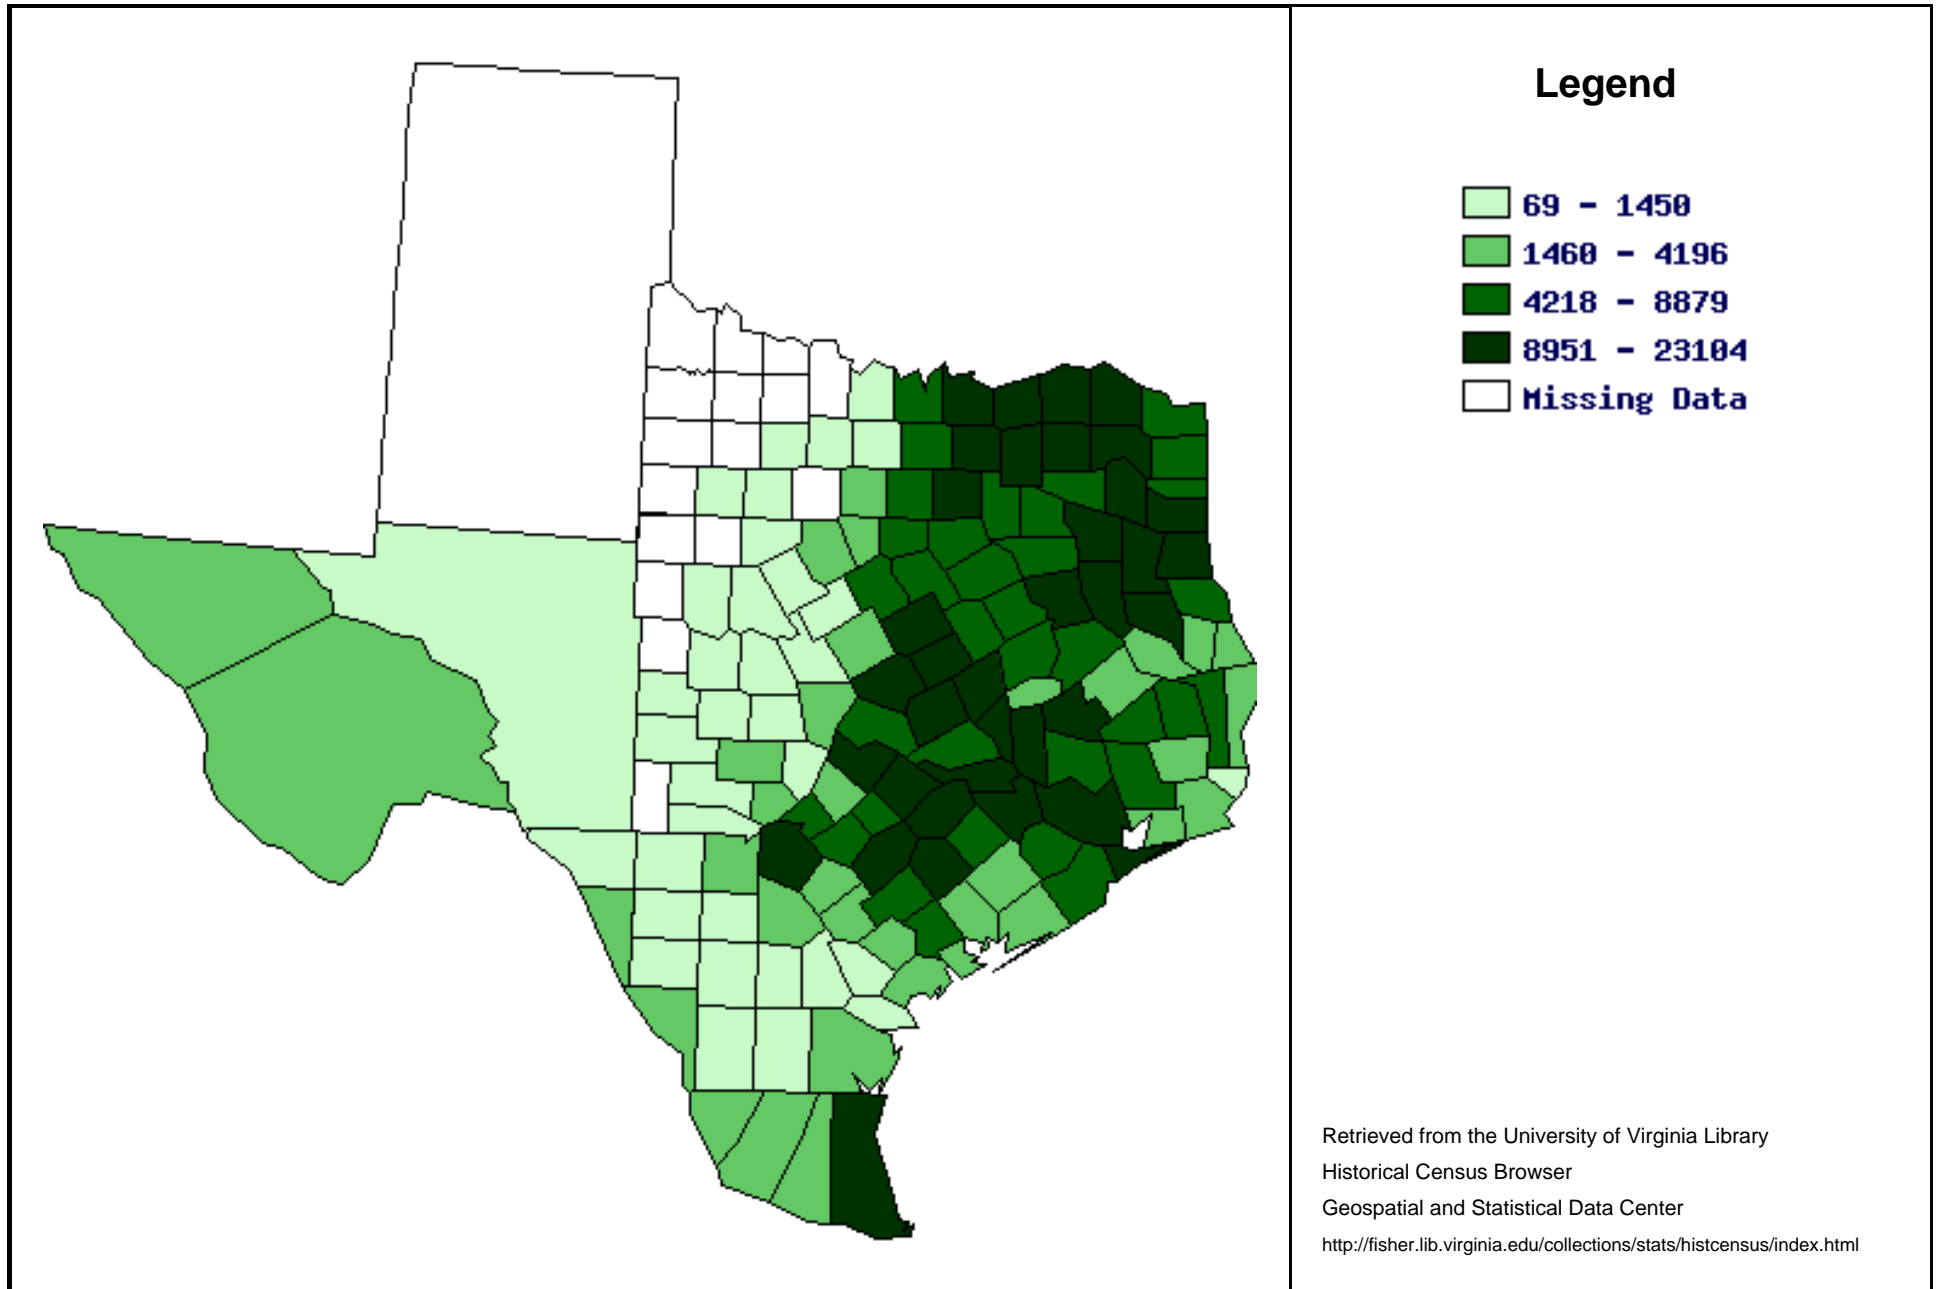 Legend
69 - 1450
1460 - 4196
4218 - 8879
8951 - 23104
Missing Data
Retrieved from the University of Virginia Library
Historical Census Browser
Geospatial and Statistical Data Center
http://fisher.lib.virginia.edu/collections/stats/histcensus/index.html